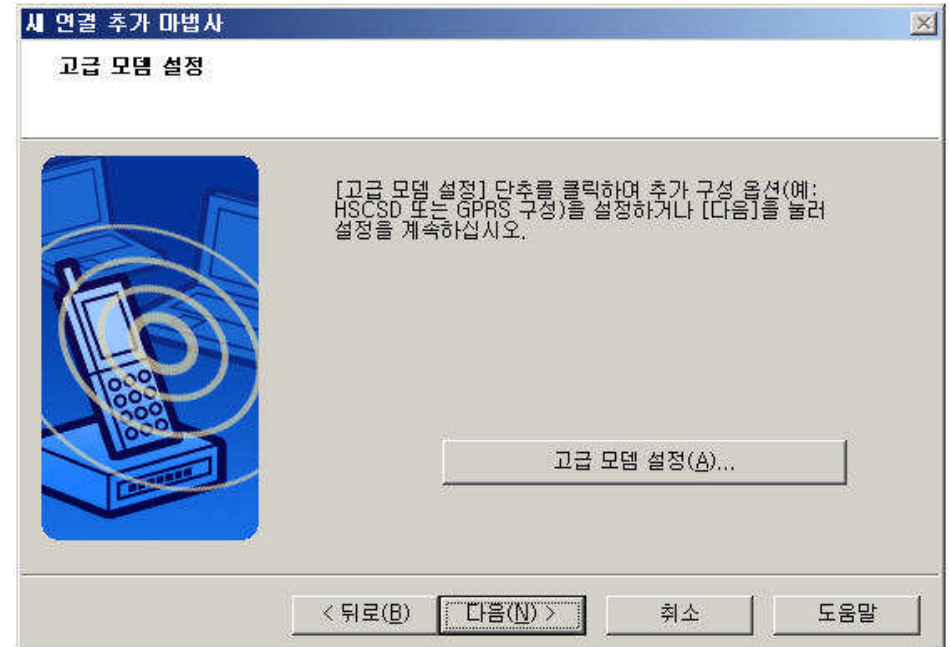 새 연결 추가 마법사
고급 모뎀 설정
[고급 모뎀 설정] 단추를 클릭하여 추가 구성 옵션(예:
HSCSD 또는 GPRS 구성)을 설정하거나 [다음]을 눌러
설정을 계속하십시오.
고급 모뎀 설정(A)...
< 뒤로(B)
다음(N) >
취소
도움말